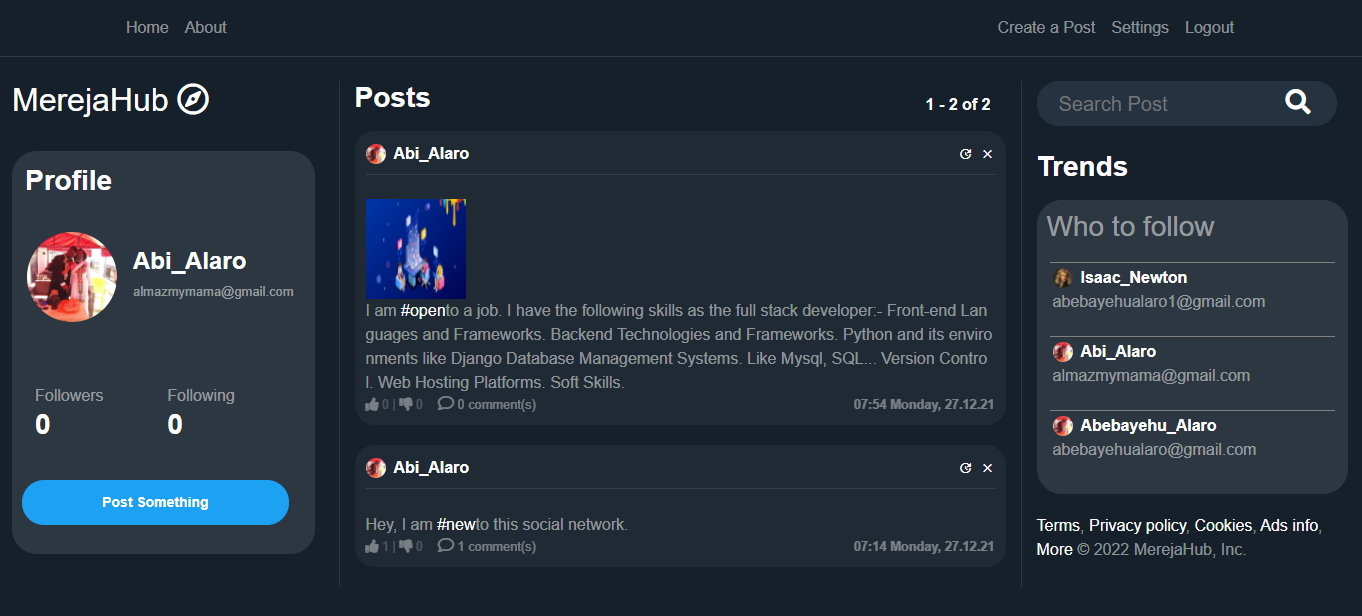 Home About
Create a Post Settings Logout
MerejaHub
Profile
Abi_Alaro
almazmymama@gmail.com
Followers Following
0 0
Post Something
Posts
1 - 2 of 2
Abi_Alaro
I am #opento a job. I have the following skills as the full stack developer:- Front-end Lan
guages and Frameworks. Backend Technologies and Frameworks. Python and its enviro
nments like Django Database Management Systems. Like Mysql, SQL... Version Contro
l. Web Hosting Platforms. Soft Skills.
0 | 0 0 comment(s) 07:54 Monday, 27.12.21
Abi_Alaro
Hey, I am #newto this social network.
1 | 0 1 comment(s) 07:14 Monday, 27.12.21
Search Post
Trends
Who to follow
Isaac_Newton
abebayehualaro1@gmail.com
Abi_Alaro
almazmymama@gmail.com
Abebayehu_Alaro
abebayehualaro@gmail.com
Terms, Privacy policy, Cookies, Ads info,
More © 2022 MerejaHub, Inc.